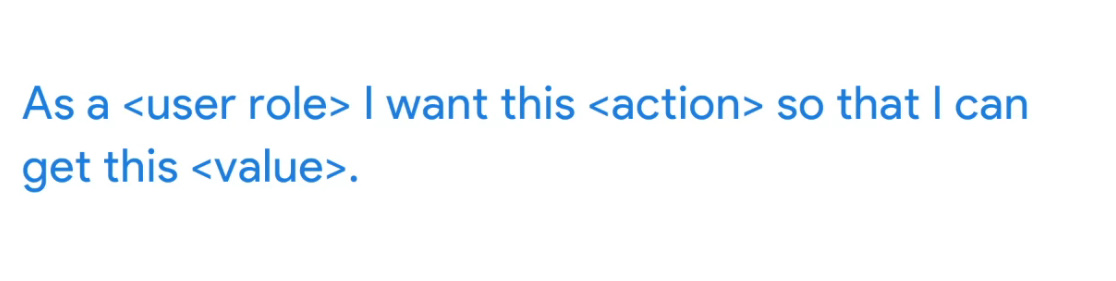 As a <user role> I want this <action> so that I can
get this <value>.